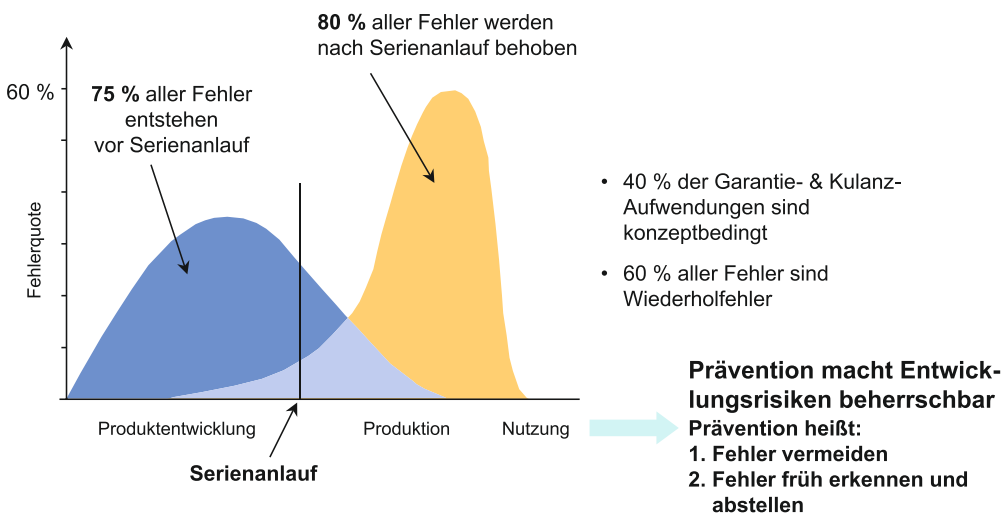 80 % aller Fehler werden
nach Serienanlauf behoben
60 %
75 % aller Fehler
entstehen
vor Serienanlauf
Fehlerquote
Produktentwicklung
Produktion
Nutzung
Serienanlauf
• 40 % der Garantie- & Kulanz-
Aufwendungen sind
konzeptbedingt
• 60 % aller Fehler sind
Wiederholfehler
Prävention macht Entwick-
lungsrisiken beherrschbar
Prävention heißt:
1. Fehler vermeiden
2. Fehler früh erkennen und
abstellen